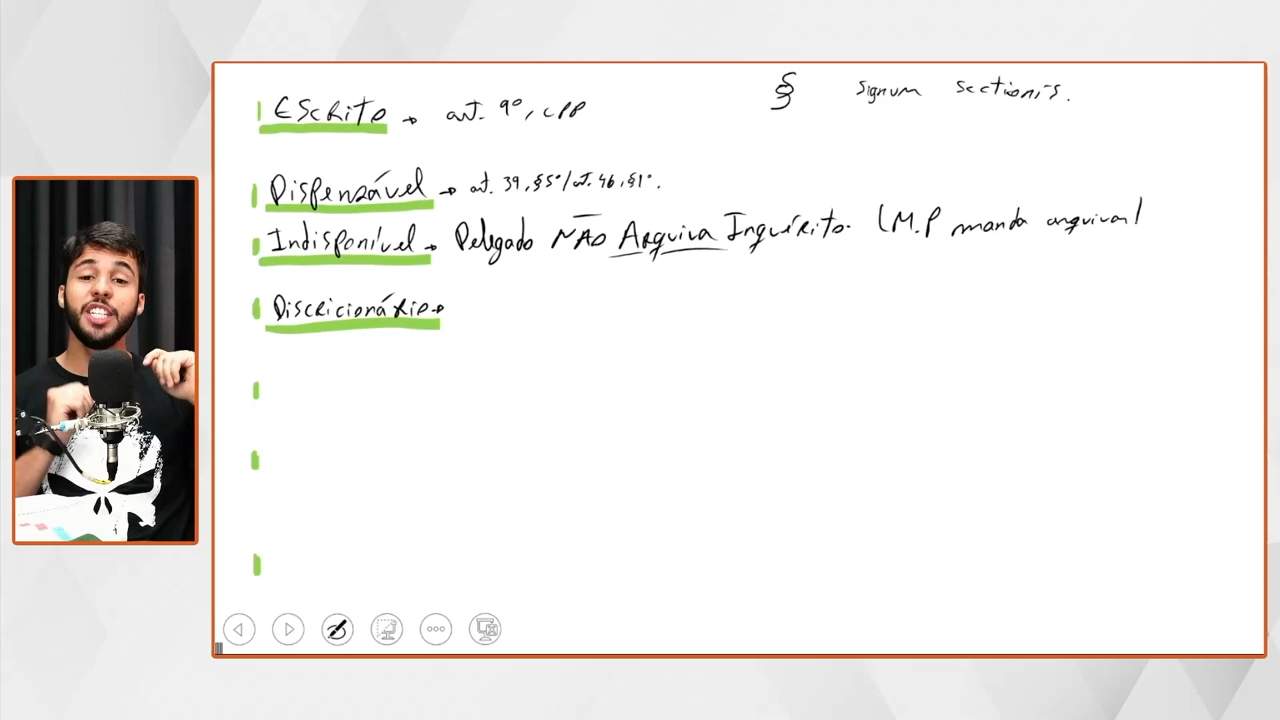 Escrito → art. 9º, CPP
§ signum sectionis.
Dispensável → art. 39, §5º/art. 46, §1º.
Indisponível → Delegado NÃO Arquiva Inquérito. (M.P manda arquivar)
Discricionário →